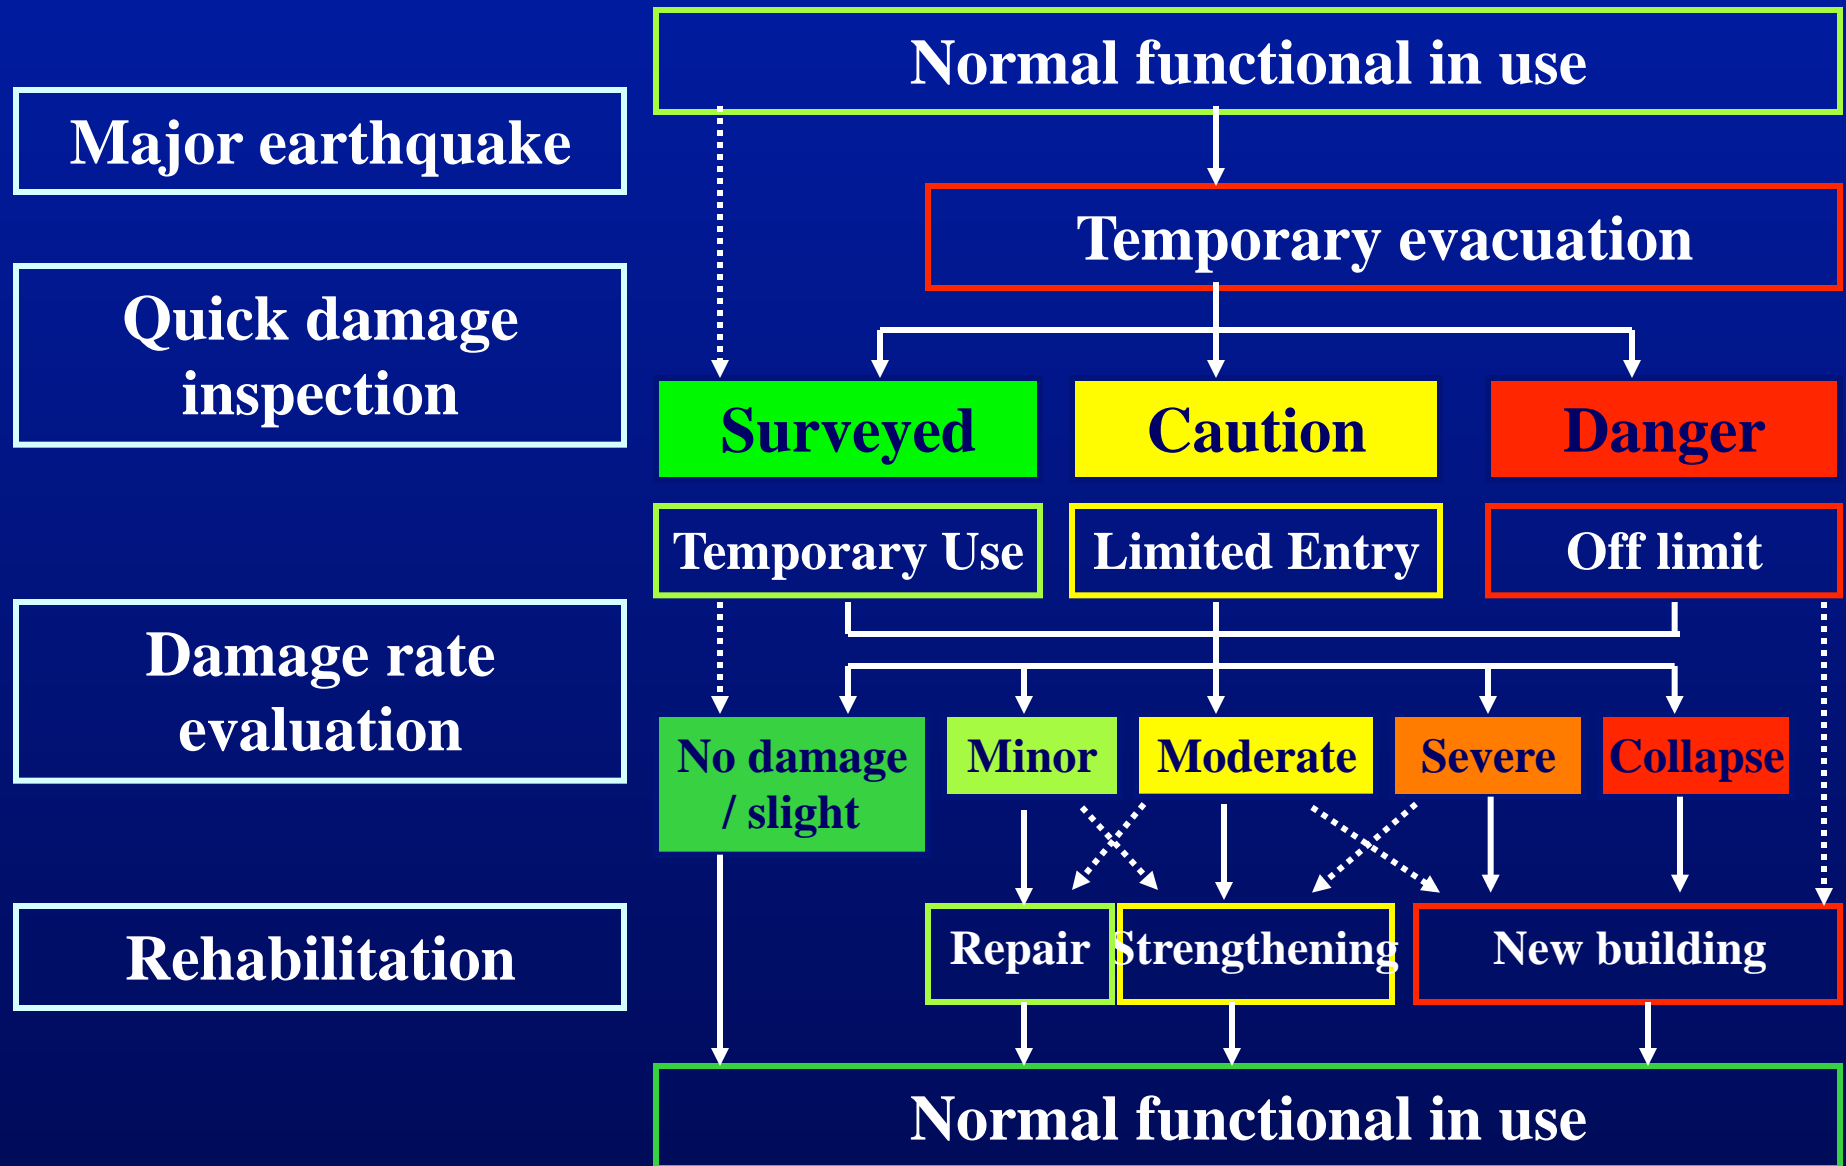 Normal functional in use
Major earthquake
Temporary evacuation
Quick damage
inspection
Surveyed
Caution
Danger
Temporary Use
Limited Entry
Off limit
Damage rate
evaluation
No damage
/ slight
Minor
Moderate
Severe
Collapse
Rehabilitation
Repair
Strengthening
New building
Normal functional in use